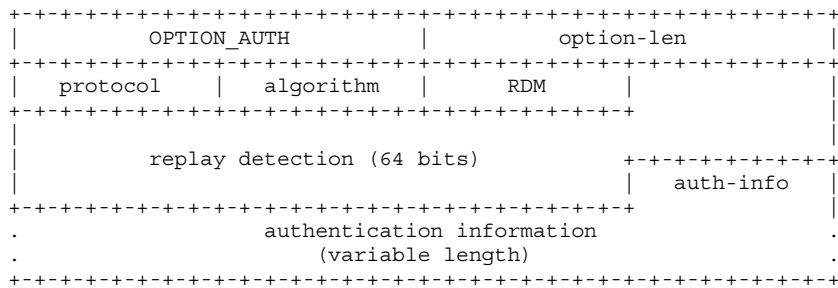 OPTION_AUTH option-len
protocol algorithm RDM
replay detection (64 bits)
auth-info
authentication information
(variable length)